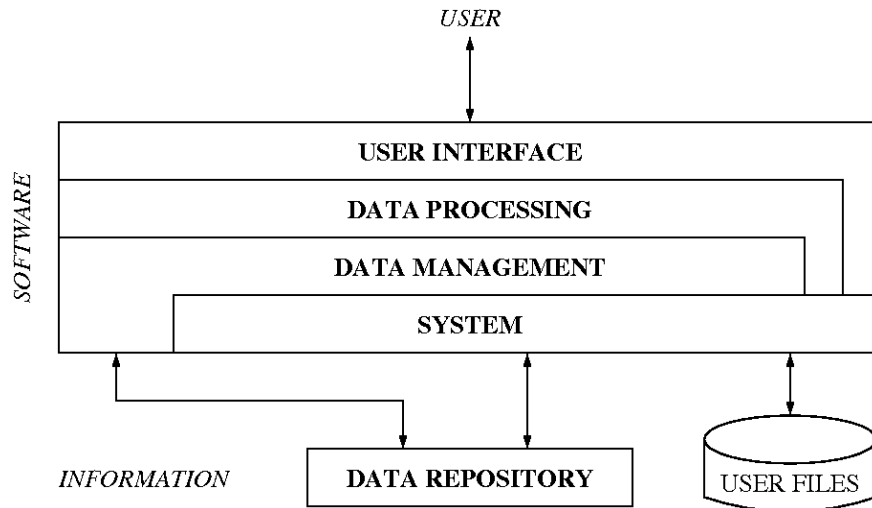 USER
USER INTERFACE
DATA PROCESSING
SOFTWARE
DATA MANAGEMENT
SYSTEM
INFORMATION
DATA REPOSITORY
USER FILES